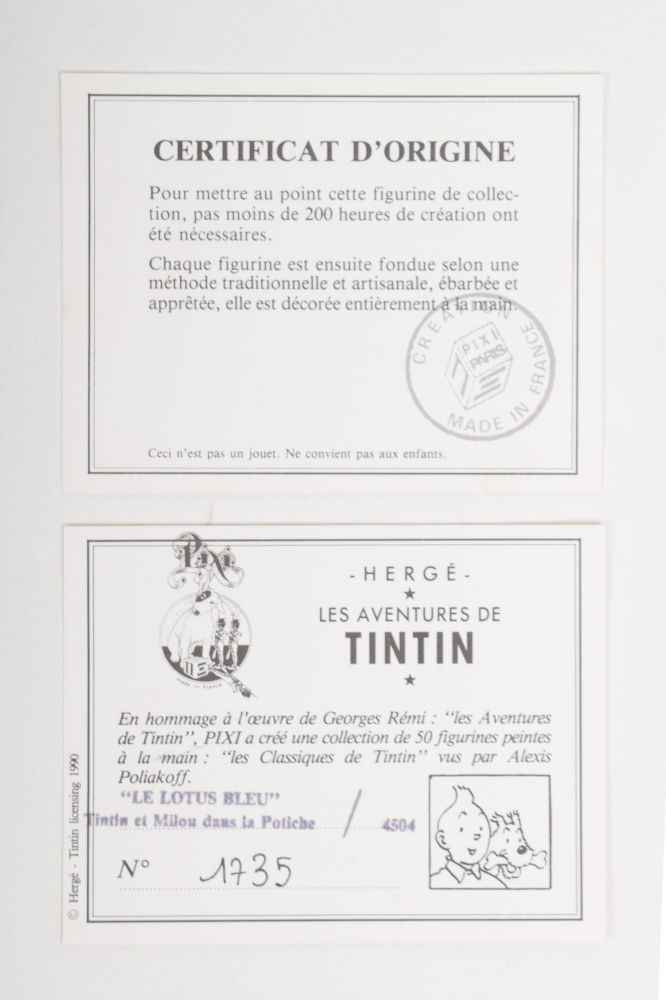 CERTIFICAT D'ORIGINE
Pour mettre au point cette figurine de collec-
tion, pas moins de 200 heures de création ont
été nécessaires.
Chaque figurine est ensuite fondue selon une
méthode traditionnelle et artisanale, ébarbée et
apprêtée, elle est décorée entièrement à la main.
CREATION
PIXI
PARIS
MADE IN FRANCE
Ceci n'est pas un jouet. Ne convient pas aux enfants.
Pixi
made in France
- HERGÉ -
LES AVENTURES DE
TINTIN
En hommage à l'œuvre de Georges Rémi : "les Aventures
de Tintin", PIXI a créé une collection de 50 figurines peintes
à la main : "les Classiques de Tintin" vus par Alexis
Poliakoff.
"LE LOTUS BLEU"
Tintin et Milou dans la Potiche / 4504
N° 1735
© Hergé - Tintin licensing 1990